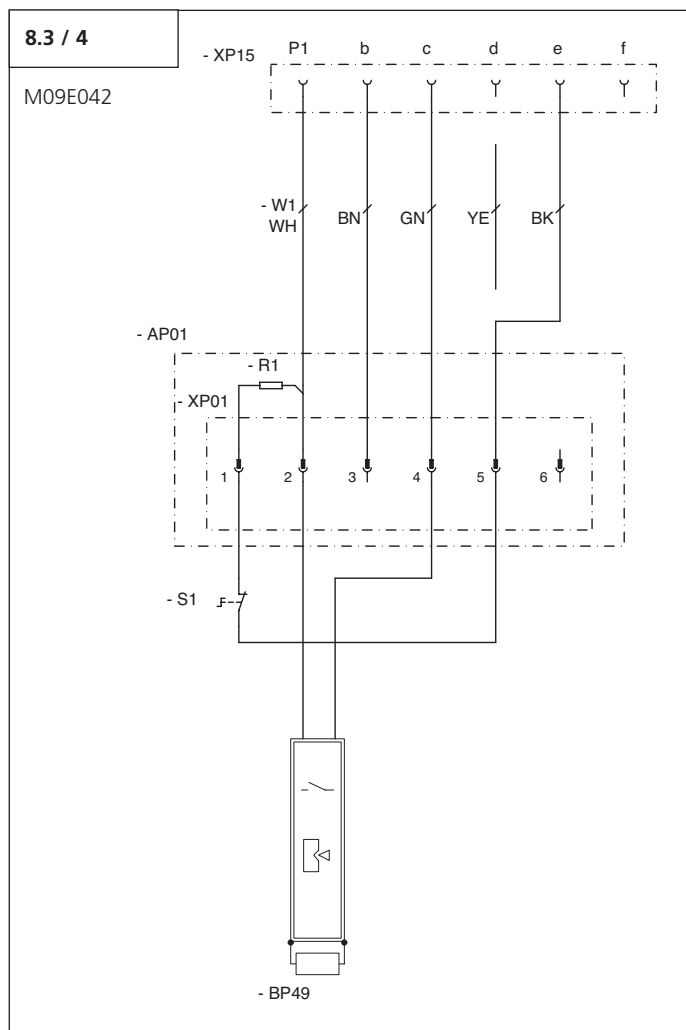 8.3 / 4
M09E042
- XP15 P1 b c d e f
- W1
WH BN GN YE BK
- AP01
- R1
- XP01
1 2 3 4 5 6
- S1
- BP49